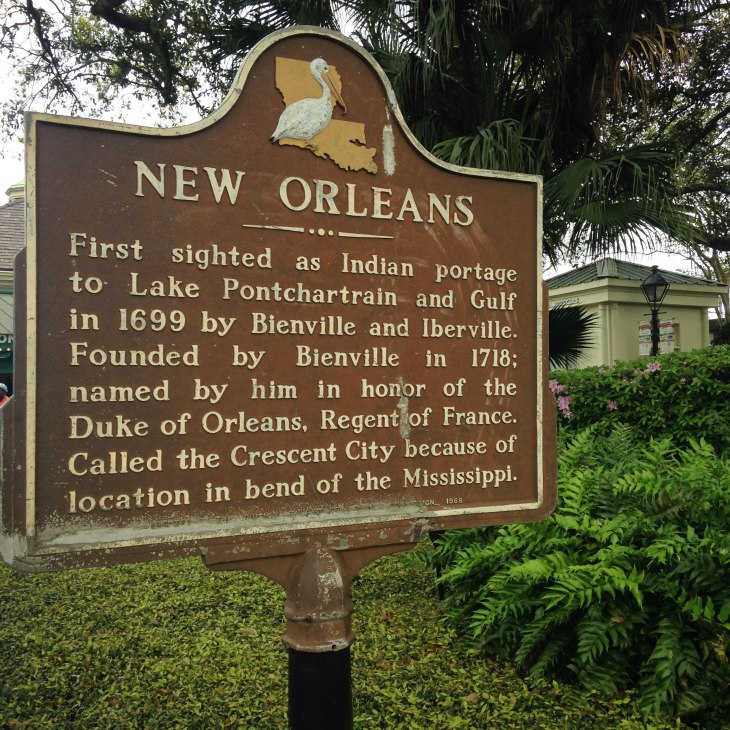 NEW ORLEANS
First sighted as Indian portage
to Lake Pontchartrain and Gulf
in 1699 by Bienville and Iberville.
Founded by Bienville in 1718;
named by him in honor of the
Duke of Orleans, Regent of France.
Called the Crescent City because of
location in bend of the Mississippi.
1968